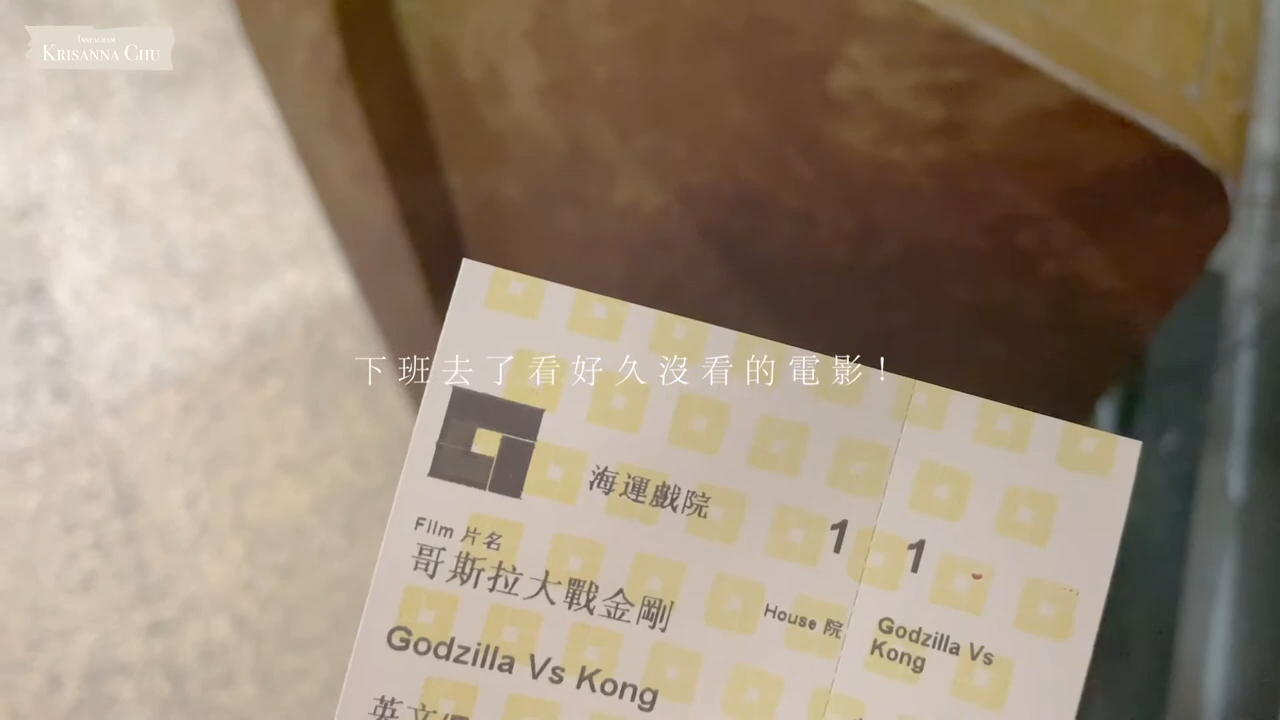 INSTAGRAM
KRISANNA CHU
下班去了看好久沒看的電影!
海運戲院
1
1
Film 片名
哥斯拉大戰金剛
House 院
Godzilla Vs Kong
Godzilla Vs
Kong
英文